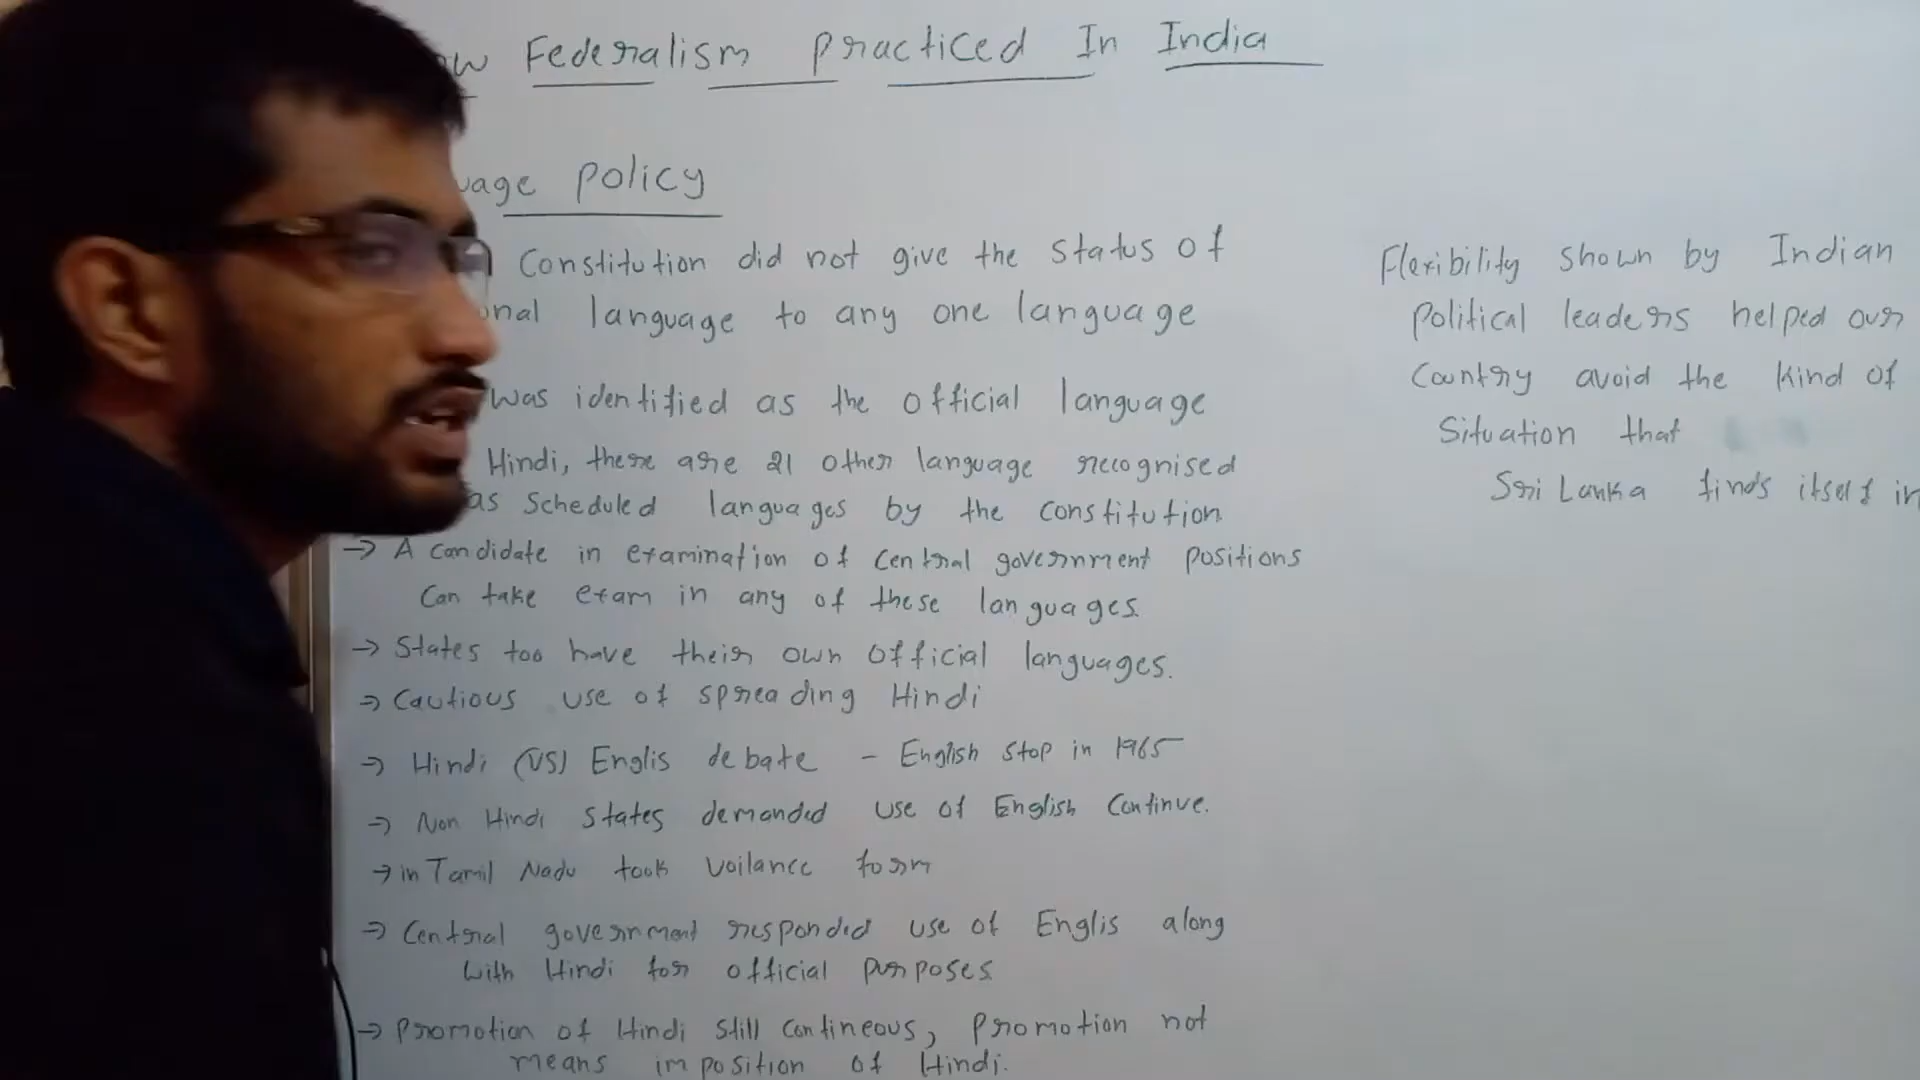 Federalism Practiced In India
Policy
Constitution did not give the Status of
language to any one language
was identified as the official language
Hindi, there are 21 other language recognised
as Scheduled languages by the constitution
→ A candidate in examination of Central government positions
Can take exam in any of these languages.
→ States too have their own Official languages.
→ Cautious use of spreading Hindi
→ Hindi (VS) Englis debate - English stop in 1965
→ Non Hindi States demanded use of English Continue.
→ in Tamil Nadu took voilance form
→ Central government responded use of Englis along
with Hindi for official purposes
→ Promotion of Hindi still contineous, Promotion not
means imposition of Hindi.
Flexibility shown by Indian
Political leaders helped our
Country avoid the kind of
Situation that
Sri Lanka finds itself in